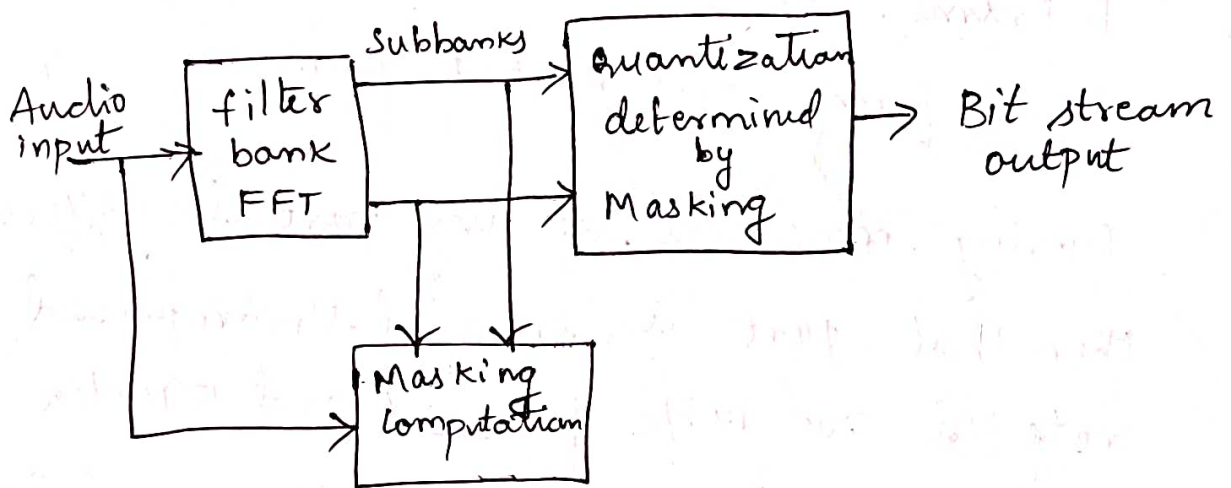 Subbanks
Audio
input
filter
bank
FFT
Quantization
determined
by
Masking
Bit stream
output
Masking
Computation